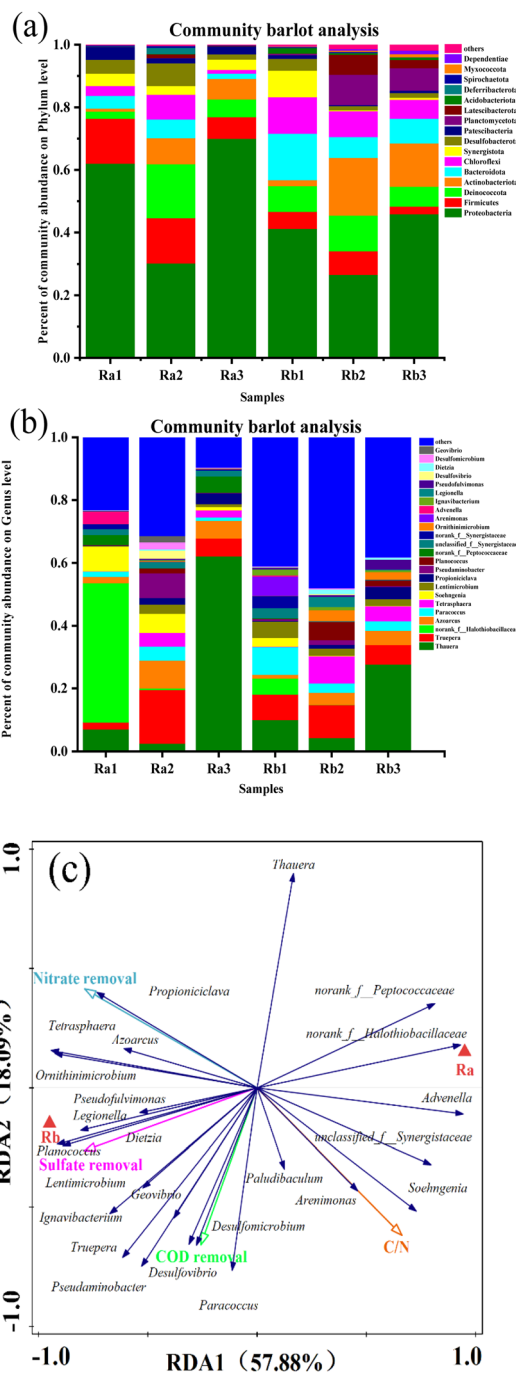 (a)
Community barlot analysis
Percent of community abundance on Phylum level
1.0
0.8
0.6
0.4
0.2
0.0
Ra1 Ra2 Ra3 Rb1 Rb2 Rb3
Samples
others
Dependentiae
Myxococcota
Spirochaetota
Deferribacterota
Acidobacteriota
Latescibacterota
Planctomycetota
Patescibacteria
Desulfobacterota
Synergistota
Chloroflexi
Bacteroidota
Actinobacteriota
Deinococcota
Firmicutes
Proteobacteria
(b)
Community barlot analysis
Percent of community abundance on Genus level
1.0
0.8
0.6
0.4
0.2
0.0
Ra1 Ra2 Ra3 Rb1 Rb2 Rb3
Samples
others
Geovibrio
Desulfomicrobium
Dietzia
Desulfovibrio
Pseudofulvimonas
Legionella
Ignavibacterium
Advenella
Arenimonas
Ornithinimicrobium
norank_f__Synergistaceae
unclassified_f__Synergistaceae
norank_f__Peptococcaceae
Planococcus
Pseudaminobacter
Propioniciclava
Lentimicrobium
Soehngenia
Tetrasphaera
Paracoccus
Azoarcus
norank_f__Halothiobacillaceae
Truepera
Thauera
(c)
1.0
Thauera
Nitrate removal
Propioniciclava
norank_f__Peptococcaceae
Tetrasphaera
Azoarcus
norank_f__Halothiobacillaceae
Ornithinimicrobium
Ra
Pseudofulvimonas
Advenella
Legionella
Rb
Dietzia
unclassified_f__Synergistaceae
Planococcus
Sulfate removal
Lentimicrobium
Geovibrio
Paludibaculum
Soehngenia
Arenimonas
Ignavibacterium
Desulfomicrobium
C/N
Truepera
COD removal
Desulfovibrio
Pseudaminobacter
Paracoccus
RDA2（18.09%）
-1.0
-1.0
RDA1（57.88%）
1.0